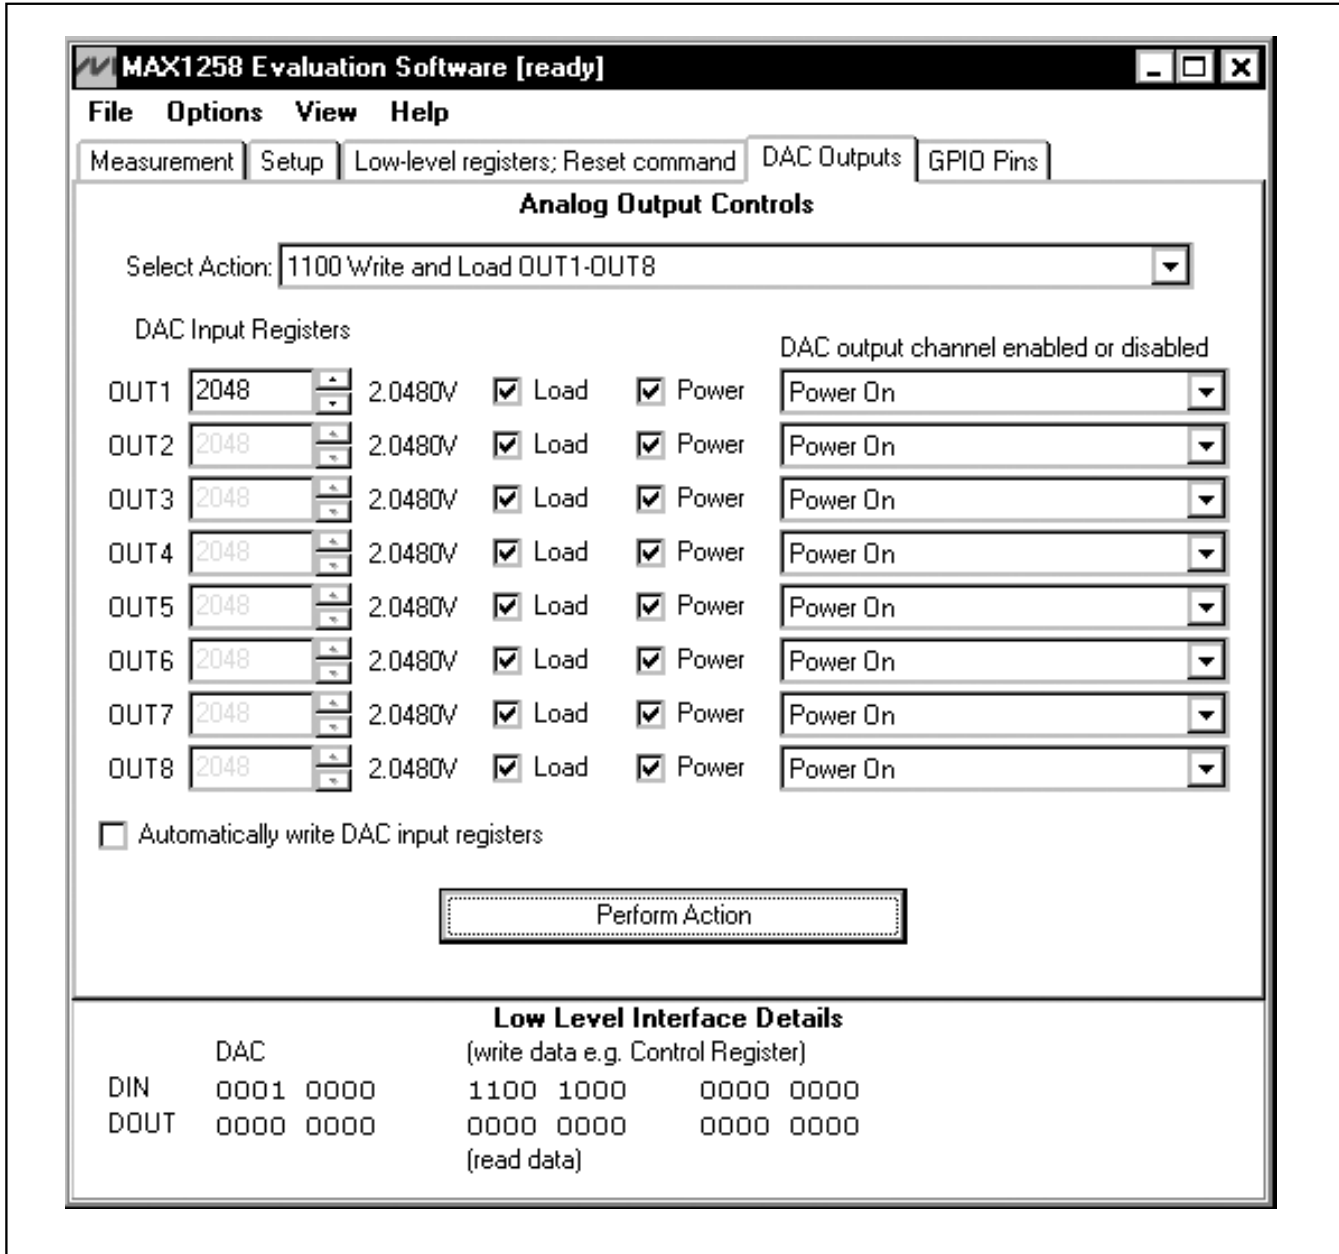 MAX1258 Evaluation Software [ready]
File Options View Help
Measurement Setup Low-level registers; Reset command DAC Outputs GPIO Pins
Analog Output Controls
Select Action: 1100 Write and Load OUT1-OUT8
DAC Input Registers
DAC output channel enabled or disabled
OUT1 2048 2.0480V Load Power Power On
OUT2 2048 2.0480V Load Power Power On
OUT3 2048 2.0480V Load Power Power On
OUT4 2048 2.0480V Load Power Power On
OUT5 2048 2.0480V Load Power Power On
OUT6 2048 2.0480V Load Power Power On
OUT7 2048 2.0480V Load Power Power On
OUT8 2048 2.0480V Load Power Power On
Automatically write DAC input registers
Perform Action
Low Level Interface Details
DAC (write data e.g. Control Register)
DIN 0001 0000 1100 1000 0000 0000
DOUT 0000 0000 0000 0000 0000 0000
(read data)